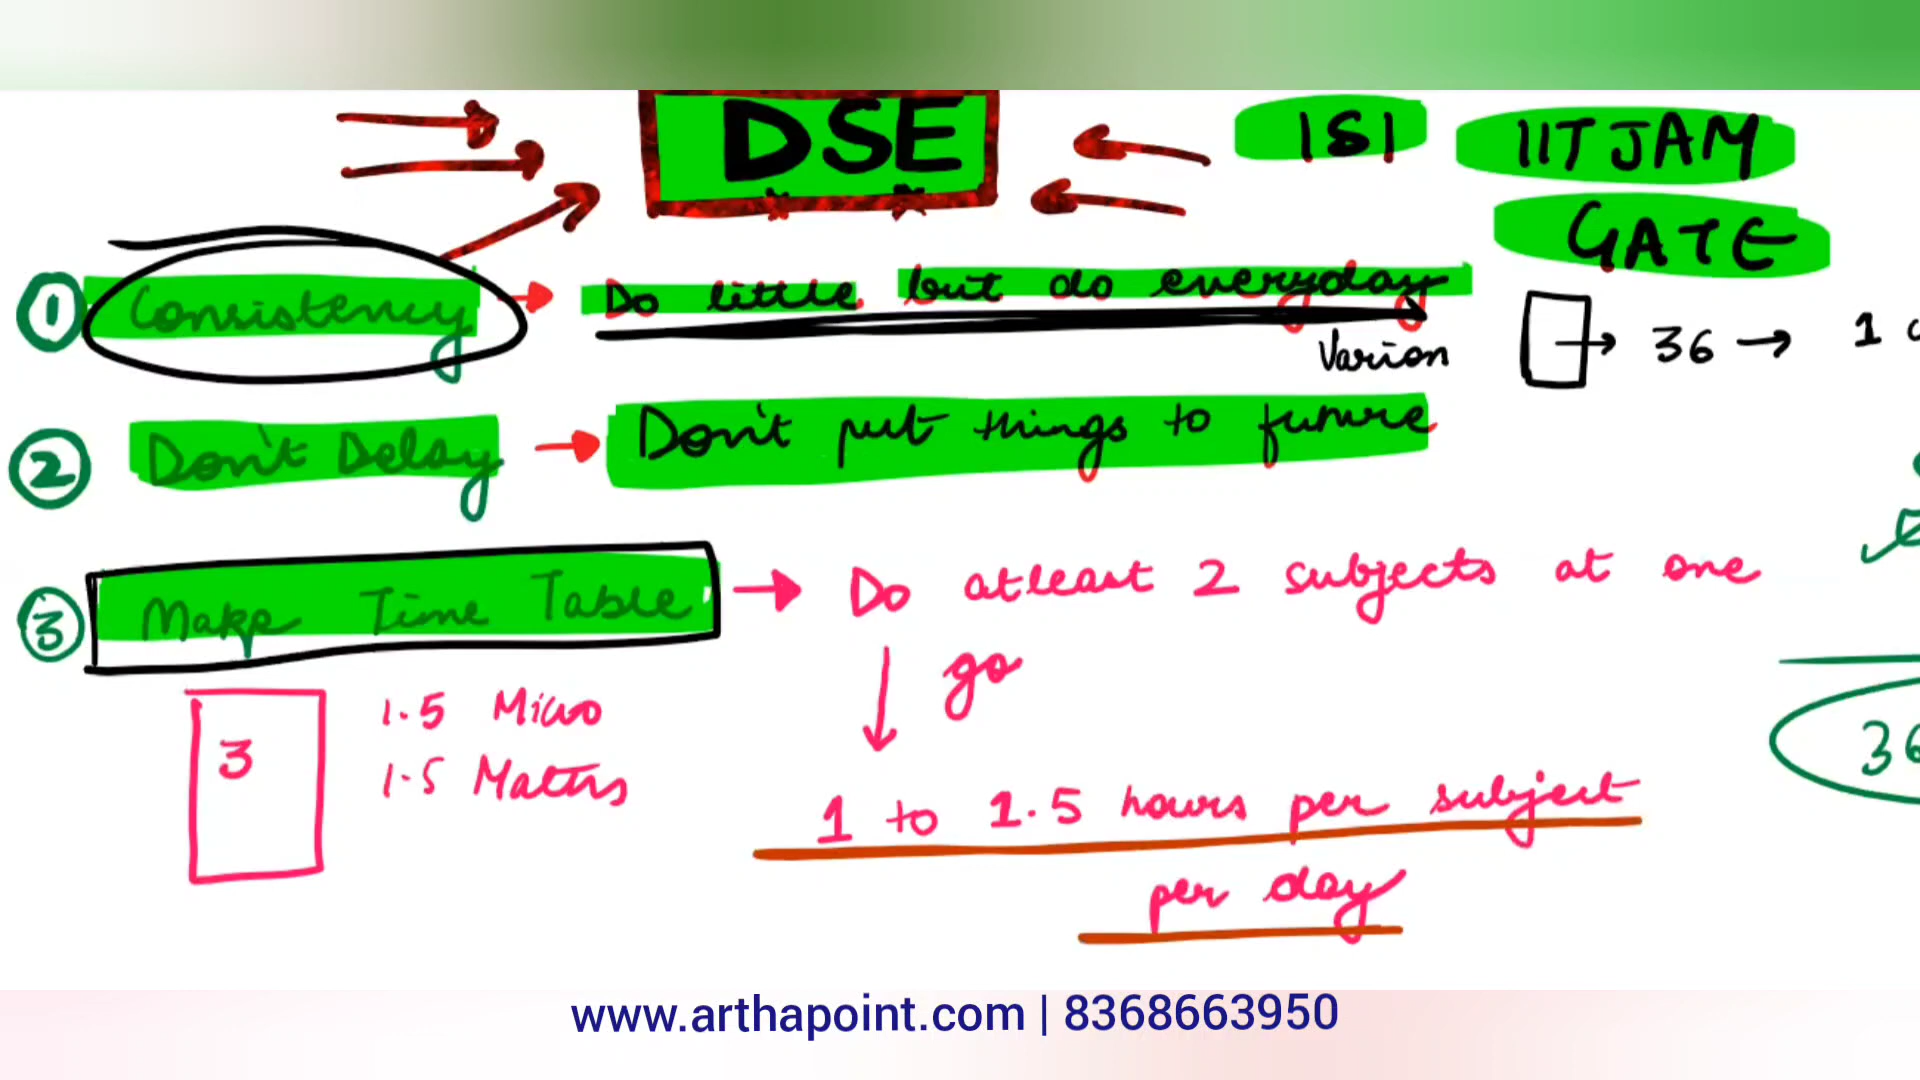 DSE
ISI IIT JAM
GATE
1 Consistency → Do little but do everyday
Varian → 36 → 1
2 Don't Delay → Don't put things to future
3 Make Time Table → Do atleast 2 subjects at one
go
3 1.5 Micro
1.5 Maths
36
1 to 1.5 hours per subject
per day
www.arthapoint.com | 8368663950